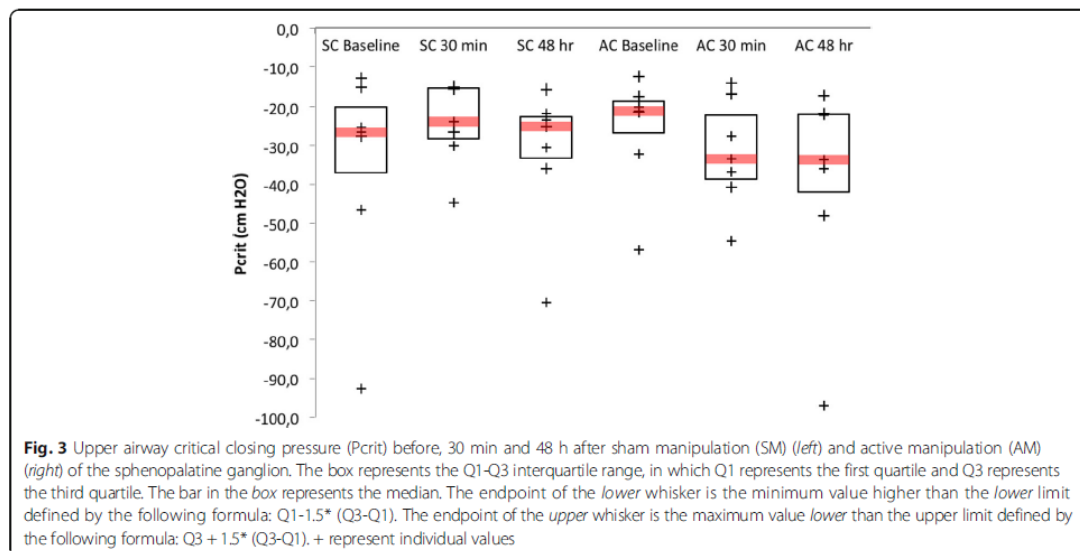 0,0
SC Baseline SC 30 min SC 48 hr AC Baseline AC 30 min AC 48 hr
-10,0
-20,0
-30,0
-40,0
-50,0
-60,0
-70,0
-80,0
-90,0
-100,0
Pcrit (cm H2O)
Fig. 3 Upper airway critical closing pressure (Pcrit) before, 30 min and 48 h after sham manipulation (SM) (left) and active manipulation (AM)
(right) of the sphenopalatine ganglion. The box represents the Q1-Q3 interquartile range, in which Q1 represents the first quartile and Q3 represents
the third quartile. The bar in the box represents the median. The endpoint of the lower whisker is the minimum value higher than the lower limit
defined by the following formula: Q1-1.5* (Q3-Q1). The endpoint of the upper whisker is the maximum value lower than the upper limit defined by
the following formula: Q3 + 1.5* (Q3-Q1). + represent individual values